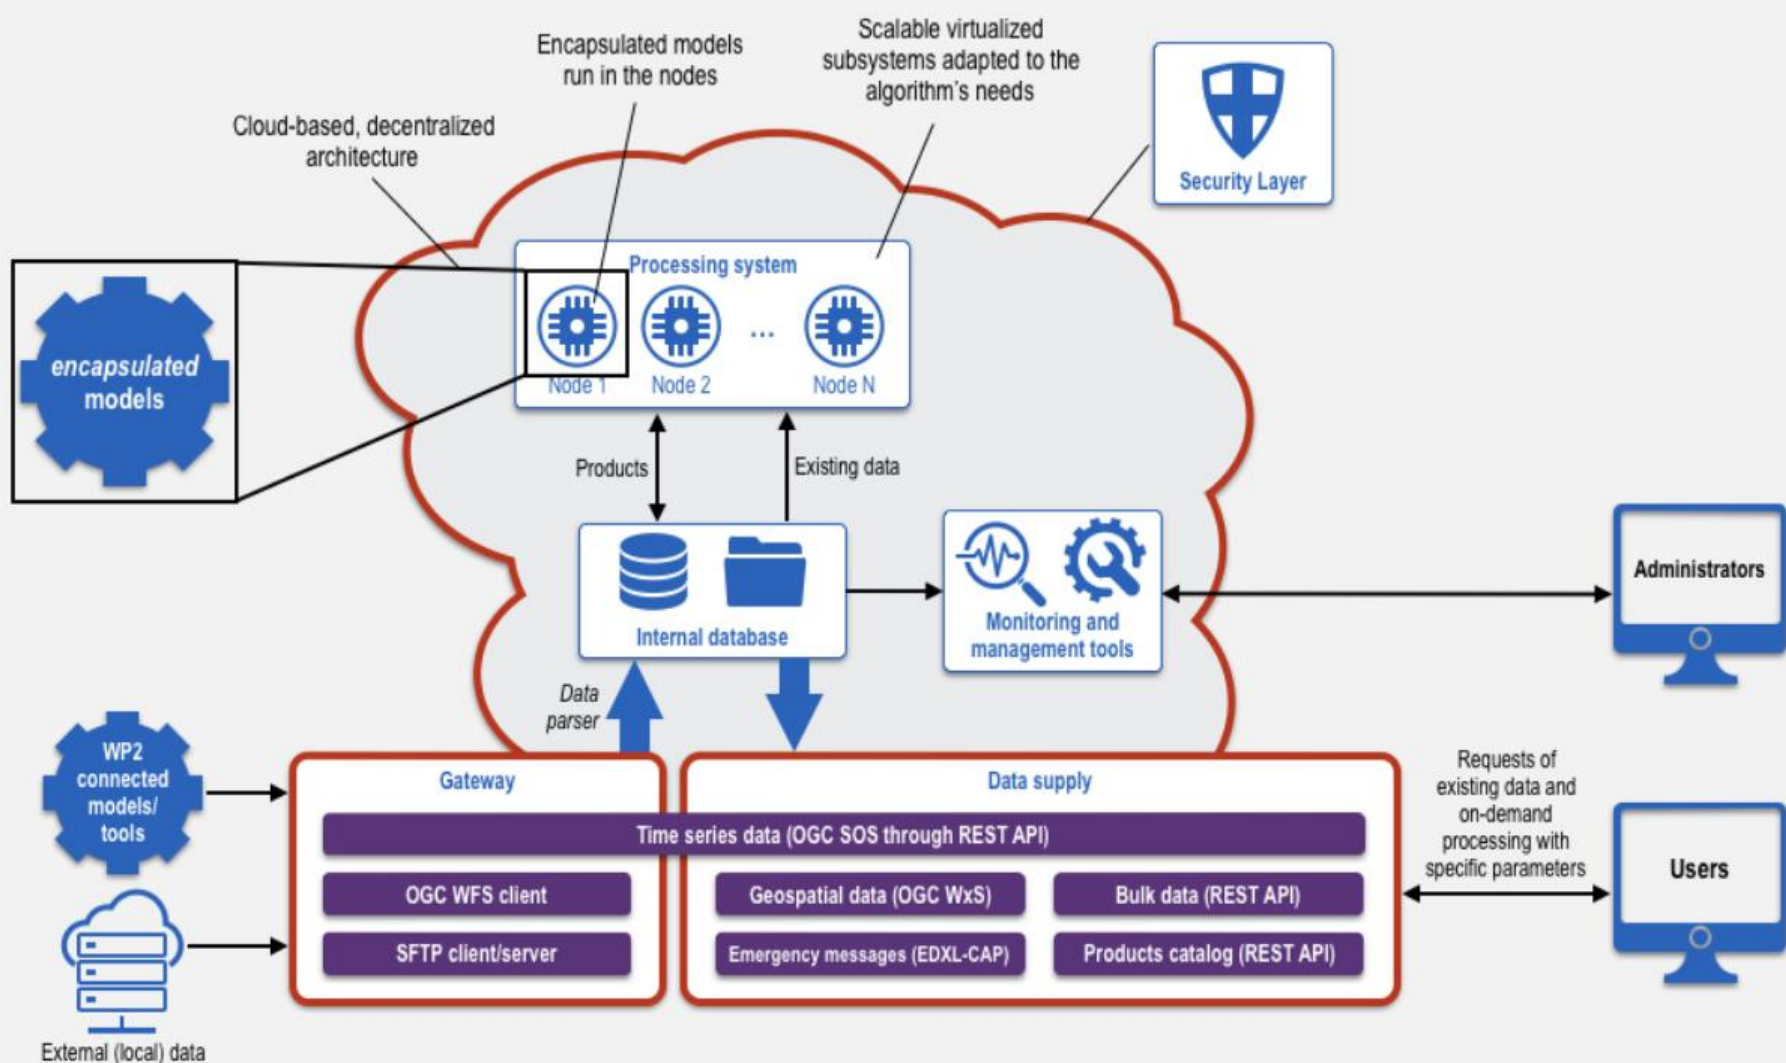 Encapsulated models
run in the nodes
Scalable virtualized
subsystems adapted to the
algorithm's needs
Cloud-based, decentralized
architecture
Security Layer
Processing system
encapsulated
models
Node 1
Node 2
...
Node N
Products
Existing data
Internal database
Monitoring and
management tools
Administrators
Data
parser
WP2
connected
models/
tools
Gateway
Data supply
Time series data (OGC SOS through REST API)
OGC WFS client
Geospatial data (OGC WxS)
Bulk data (REST API)
SFTP client/server
Emergency messages (EDXL-CAP)
Products catalog (REST API)
Requests of
existing data and
on-demand
processing with
specific parameters
Users
External (local) data